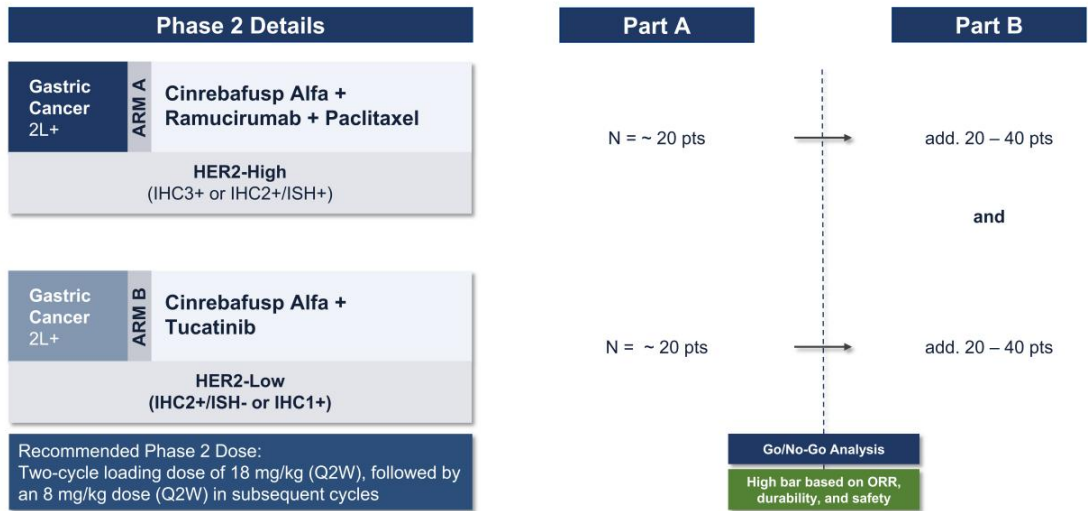 Phase 2 Details
Part A
Part B
Gastric
Cancer
2L+
ARM A
Cinrebafusp Alfa +
Ramucirumab + Paclitaxel
HER2-High
(IHC3+ or IHC2+/ISH+)
N = ~ 20 pts
add. 20 – 40 pts
and
Gastric
Cancer
2L+
ARM B
Cinrebafusp Alfa +
Tucatinib
HER2-Low
(IHC2+/ISH- or IHC1+)
N = ~ 20 pts
add. 20 – 40 pts
Recommended Phase 2 Dose:
Two-cycle loading dose of 18 mg/kg (Q2W), followed by
an 8 mg/kg dose (Q2W) in subsequent cycles
Go/No-Go Analysis
High bar based on ORR,
durability, and safety